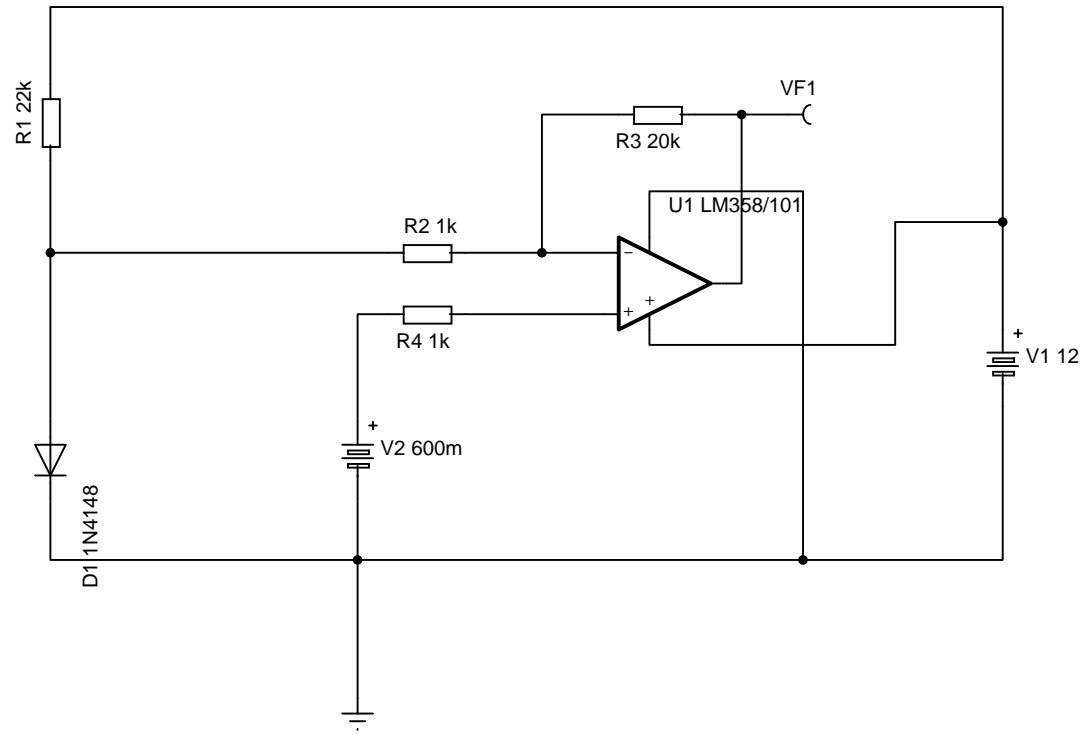 R1 22k
VF1
R3 20k
U1 LM358/101
R2 1k
−
+
+
R4 1k
+
V1 12
+
V2 600m
D1 1N4148